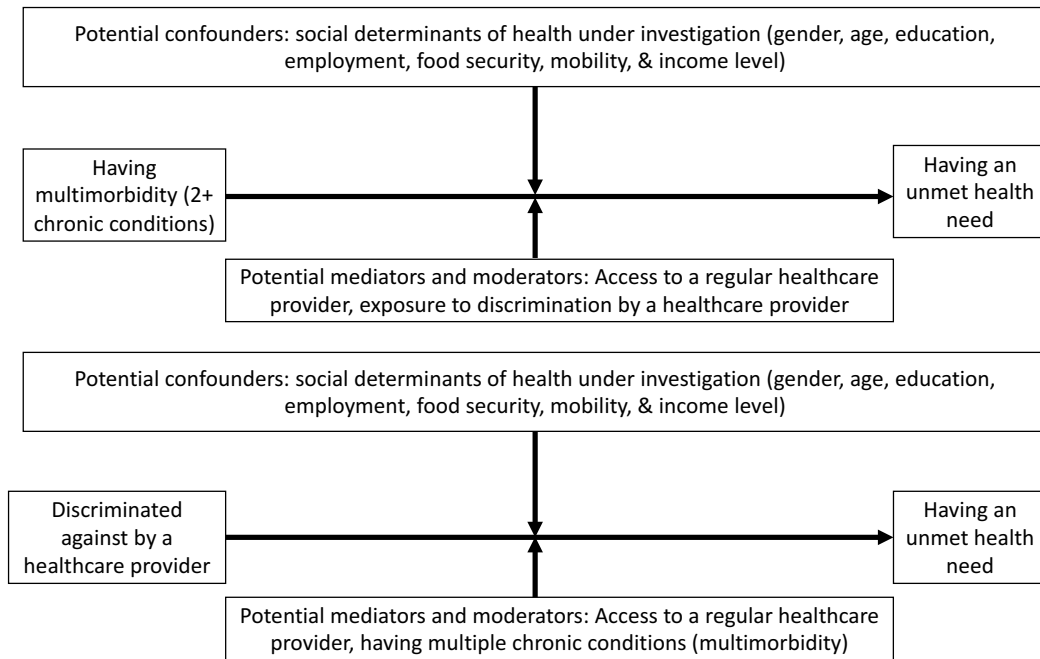 Potential confounders: social determinants of health under investigation (gender, age, education,
employment, food security, mobility, & income level)
Having
multimorbidity (2+
chronic conditions)
Having an
unmet health
need
Potential mediators and moderators: Access to a regular healthcare
provider, exposure to discrimination by a healthcare provider
Potential confounders: social determinants of health under investigation (gender, age, education,
employment, food security, mobility, & income level)
Discriminated
against by a
healthcare provider
Having an
unmet health
need
Potential mediators and moderators: Access to a regular healthcare
provider, having multiple chronic conditions (multimorbidity)